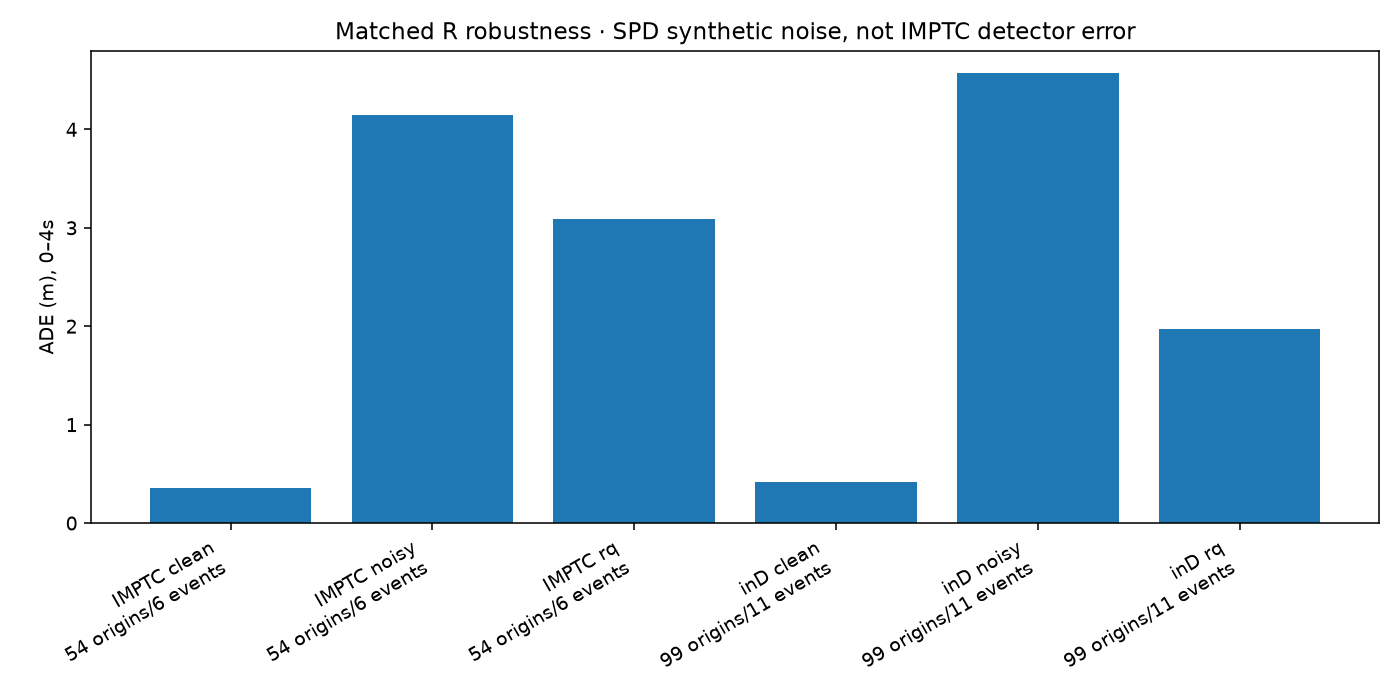 Matched R robustness · SPD synthetic noise, not IMPTC detector error
ADE (m), 0–4s
4
3
2
1
0
IMPTC clean
54 origins/6 events
IMPTC noisy
54 origins/6 events
IMPTC rq
54 origins/6 events
inD clean
99 origins/11 events
inD noisy
99 origins/11 events
inD rq
99 origins/11 events